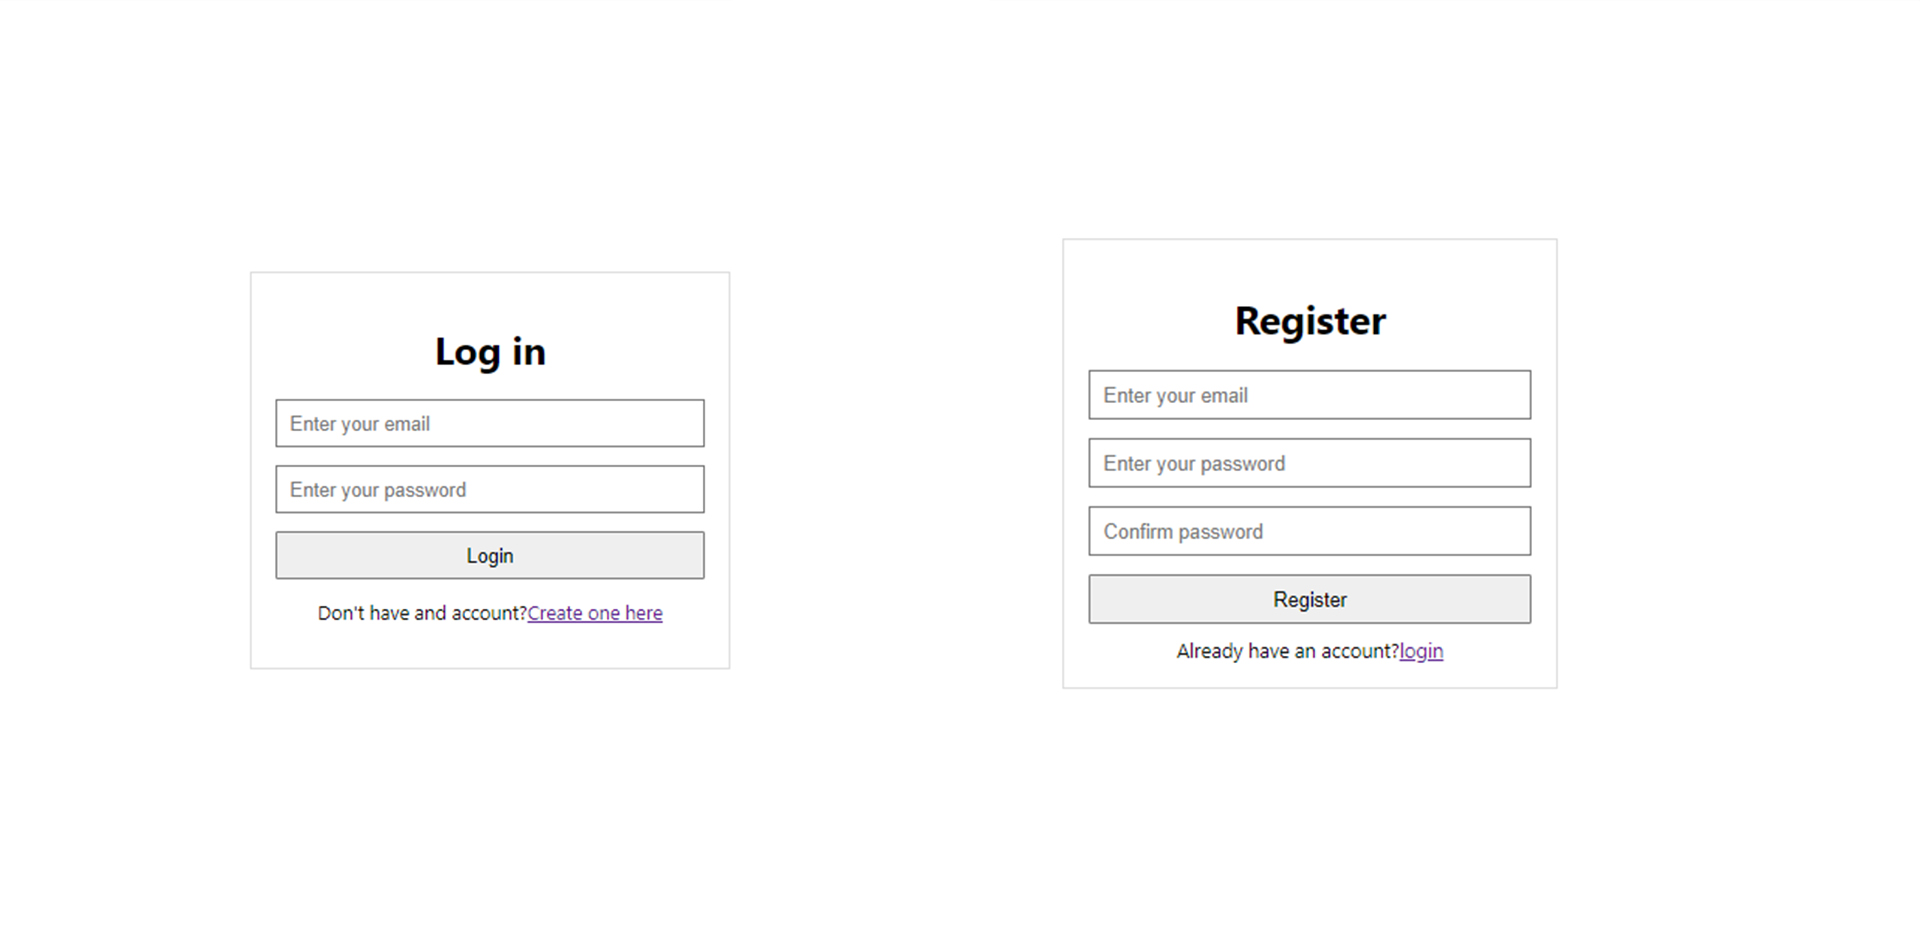 Log in
Enter your email
Enter your password
Login
Don't have and account?Create one here
Register
Enter your email
Enter your password
Confirm password
Register
Already have an account?login